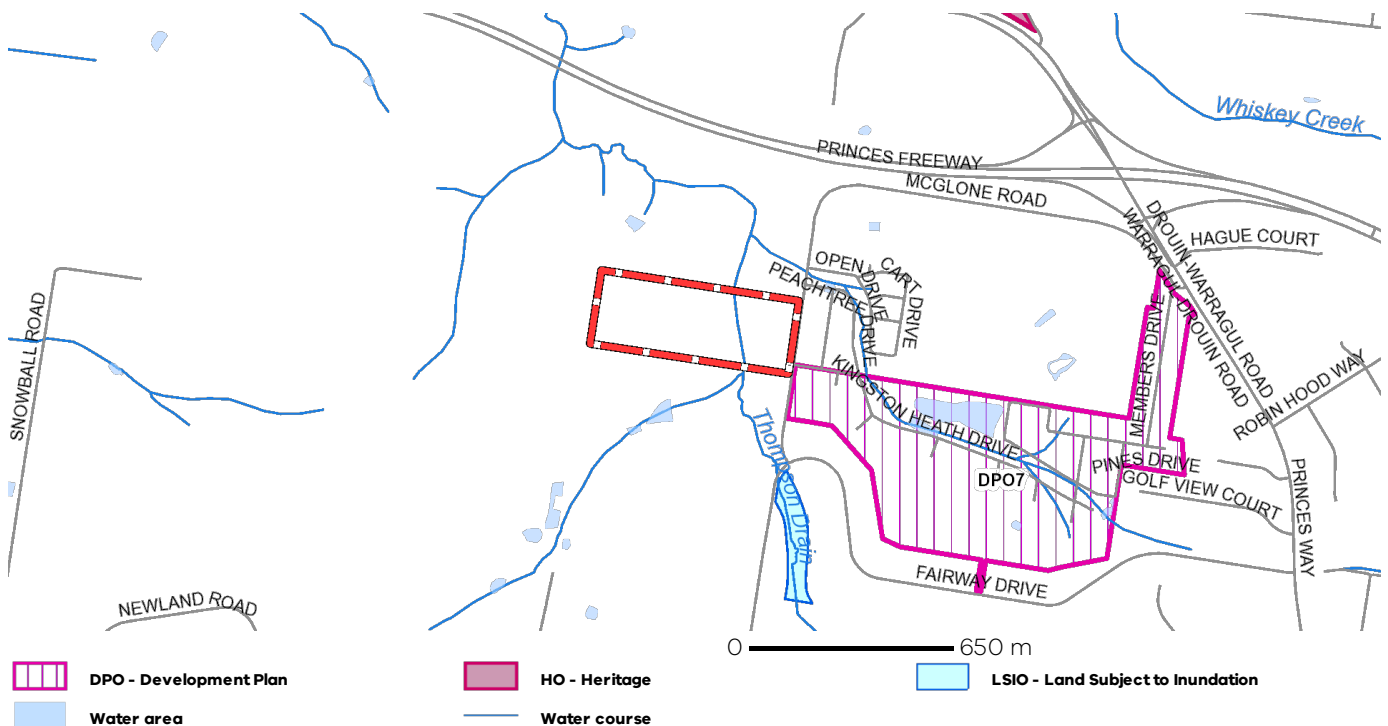 Whiskey Creek
PRINCES FREEWAY
MCGLONE ROAD
DROUIN-WARRAGUL ROAD
WARRAGUL DROUIN ROAD
HAGUE COURT
OPEN DRIVE
CART DRIVE
PEACHTREE DRIVE
SNOWBALL ROAD
MEMBERS DRIVE
KINGSTON HEATH DRIVE
ROBIN HOOD WAY
Thompson Drain
DPO7
PINES DRIVE
GOLF VIEW COURT
PRINCES WAY
FAIRWAY DRIVE
NEWLAND ROAD
0 650 m
DPO - Development Plan
HO - Heritage
LSIO - Land Subject to Inundation
Water area
Water course